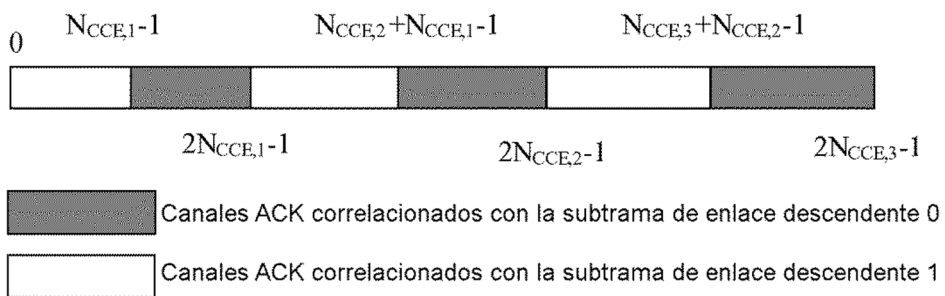 0 N_CCE,1-1 N_CCE,2+N_CCE,1-1 N_CCE,3+N_CCE,2-1
2N_CCE,1-1 2N_CCE,2-1 2N_CCE,3-1
Canales ACK correlacionados con la subtrama de enlace descendente 0
Canales ACK correlacionados con la subtrama de enlace descendente 1